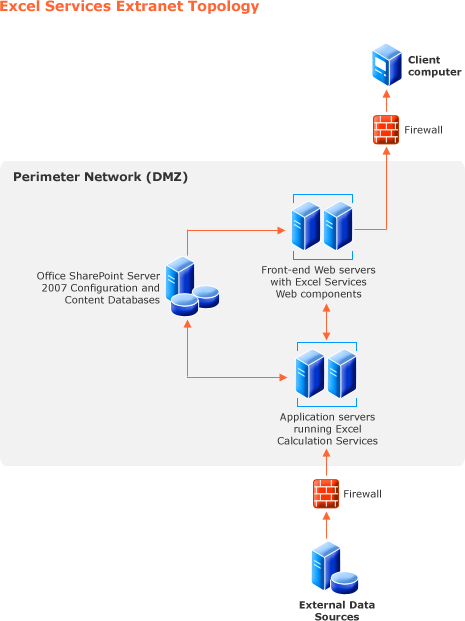 Excel Services Extranet Topology
Client
computer
Firewall
Perimeter Network (DMZ)
Office SharePoint Server
2007 Configuration and
Content Databases
Front-end Web servers
with Excel Services
Web components
Application servers
running Excel
Calculation Services
Firewall
External Data
Sources